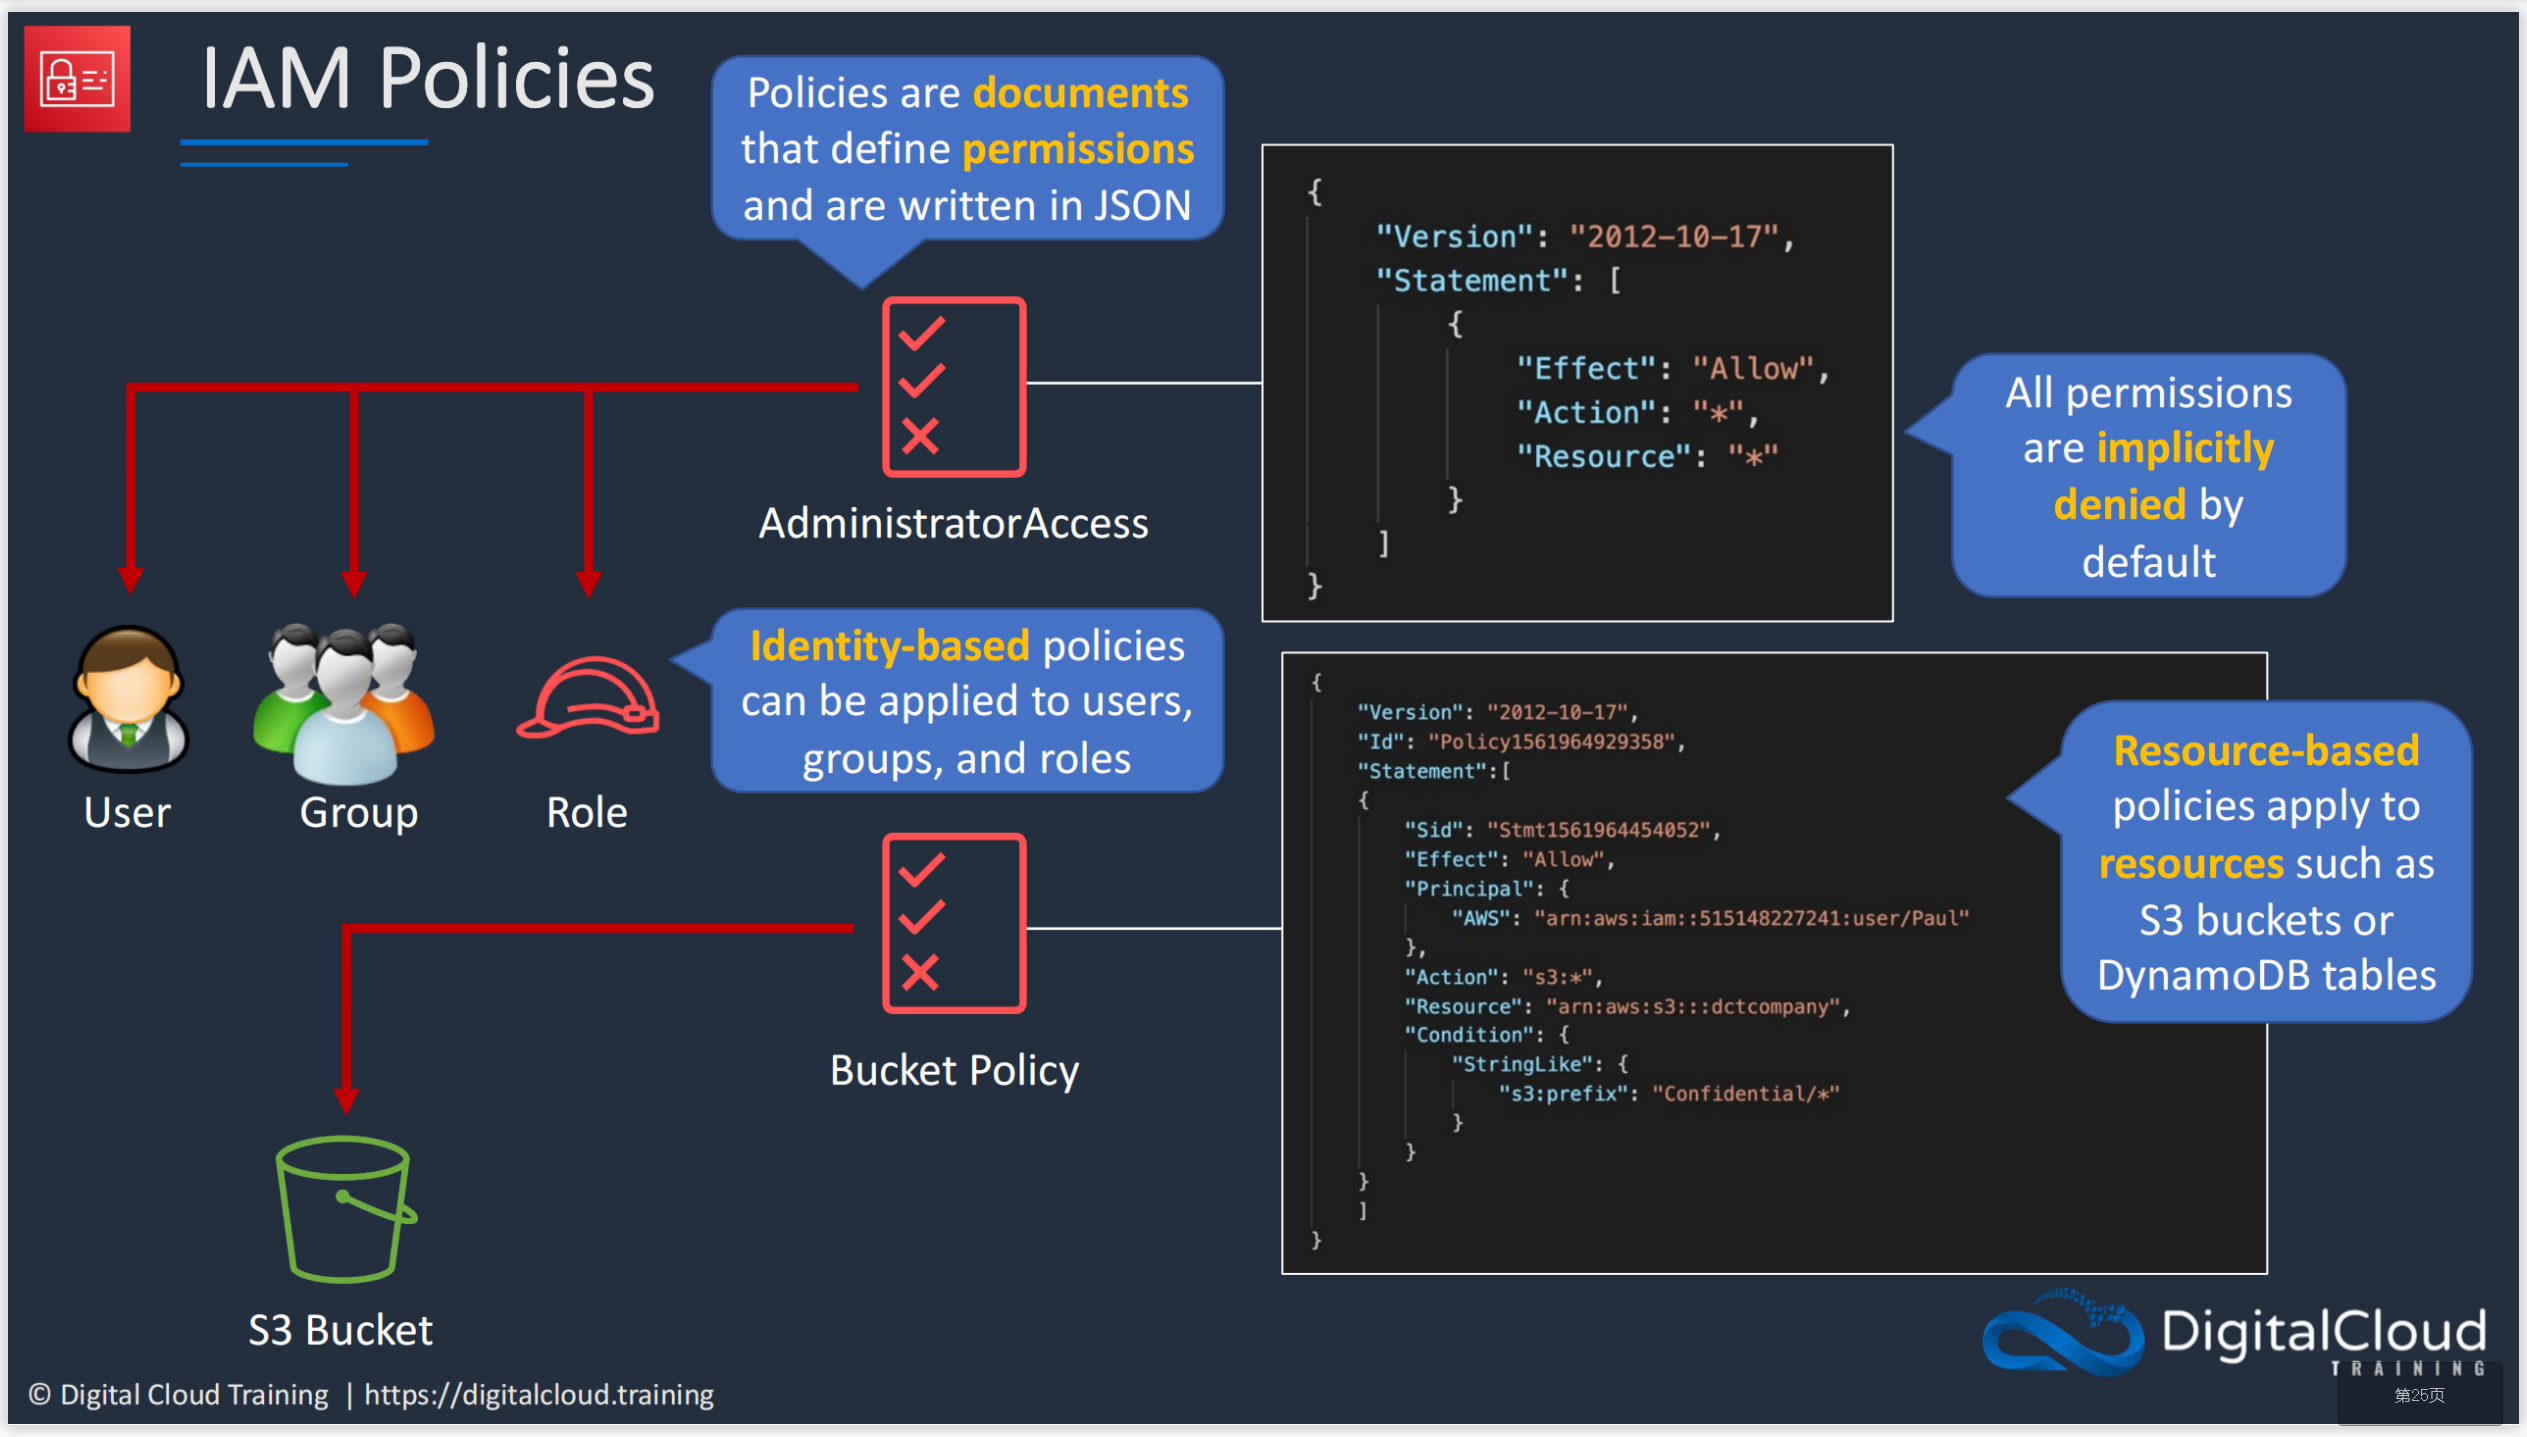 IAM Policies
Policies are documents
that define permissions
and are written in JSON
{
"Version": "2012-10-17",
"Statement": [
{
"Effect": "Allow",
"Action": "*",
"Resource": "*"
}
]
}
All permissions
are implicitly
denied by
default
AdministratorAccess
Identity-based policies
can be applied to users,
groups, and roles
User
Group
Role
{
"Version": "2012-10-17",
"Id": "Policy1561964929358",
"Statement":[
{
"Sid": "Stmt1561964454052",
"Effect": "Allow",
"Principal": {
"AWS": "arn:aws:iam::515148227241:user/Paul"
},
"Action": "s3:*",
"Resource": "arn:aws:s3:::dctcompany",
"Condition": {
"StringLike": {
"s3:prefix": "Confidential/*"
}
}
}
]
}
Resource-based
policies apply to
resources such as
S3 buckets or
DynamoDB tables
Bucket Policy
S3 Bucket
© Digital Cloud Training | https://digitalcloud.training
DigitalCloud
TRAINING
第25页